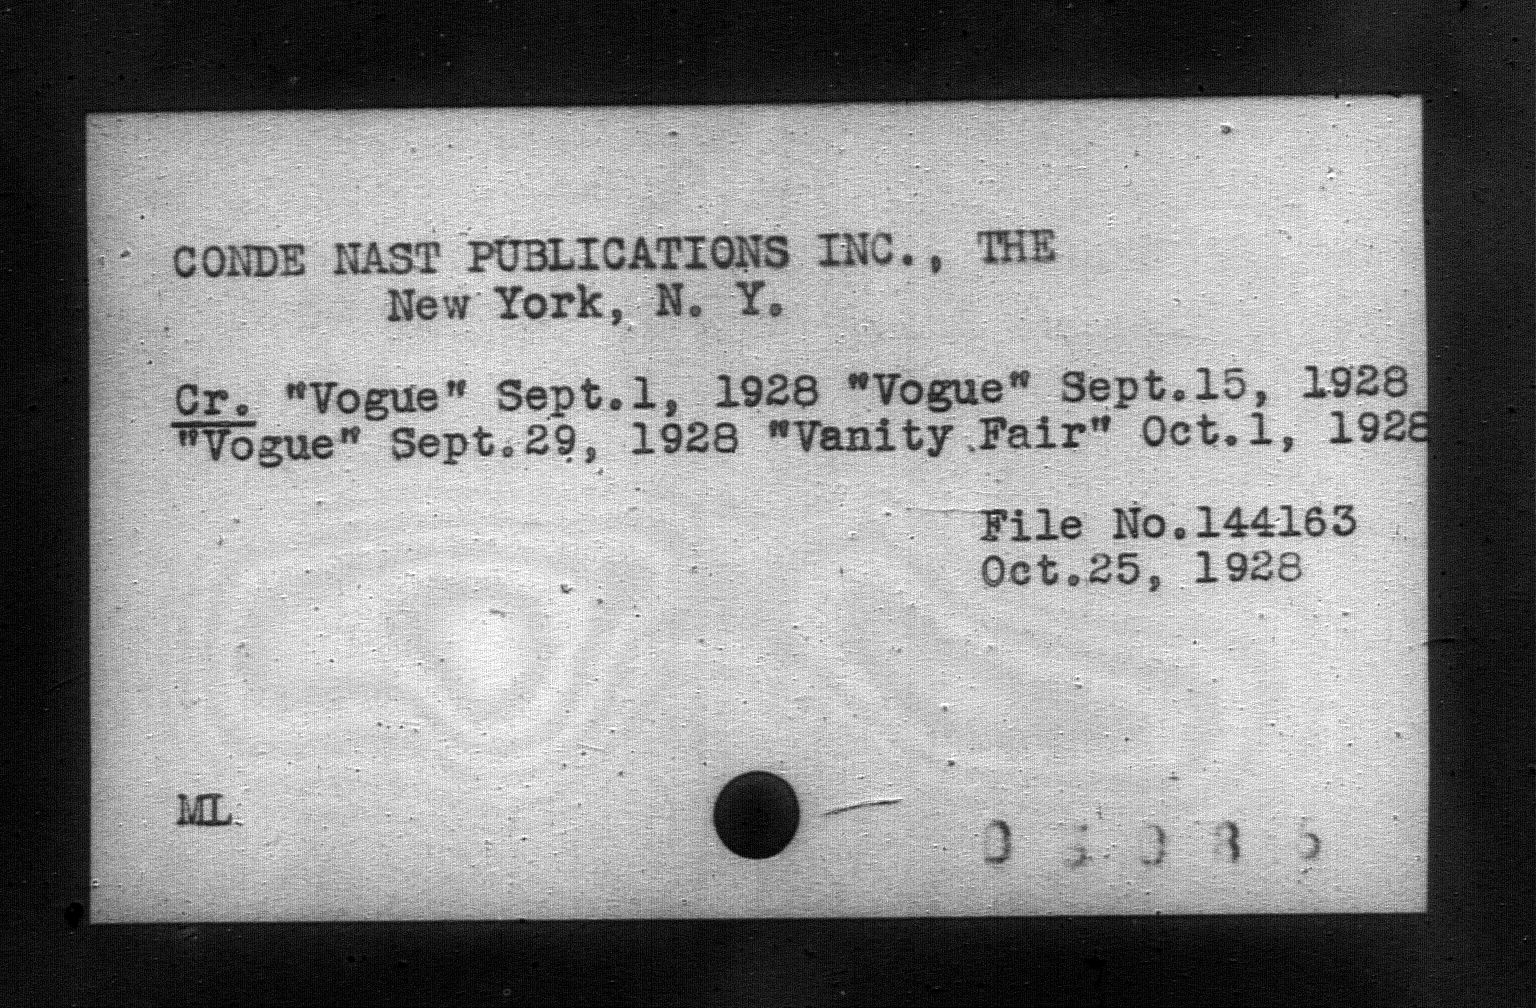 CONDE NAST PUBLICATIONS INC., THE
New York, N. Y.
Cr. "Vogue" Sept.1, 1928 "Vogue" Sept.15, 1928
"Vogue" Sept.29, 1928 "Vanity Fair" Oct.1, 1928
File No.144163
Oct.25, 1928
ML